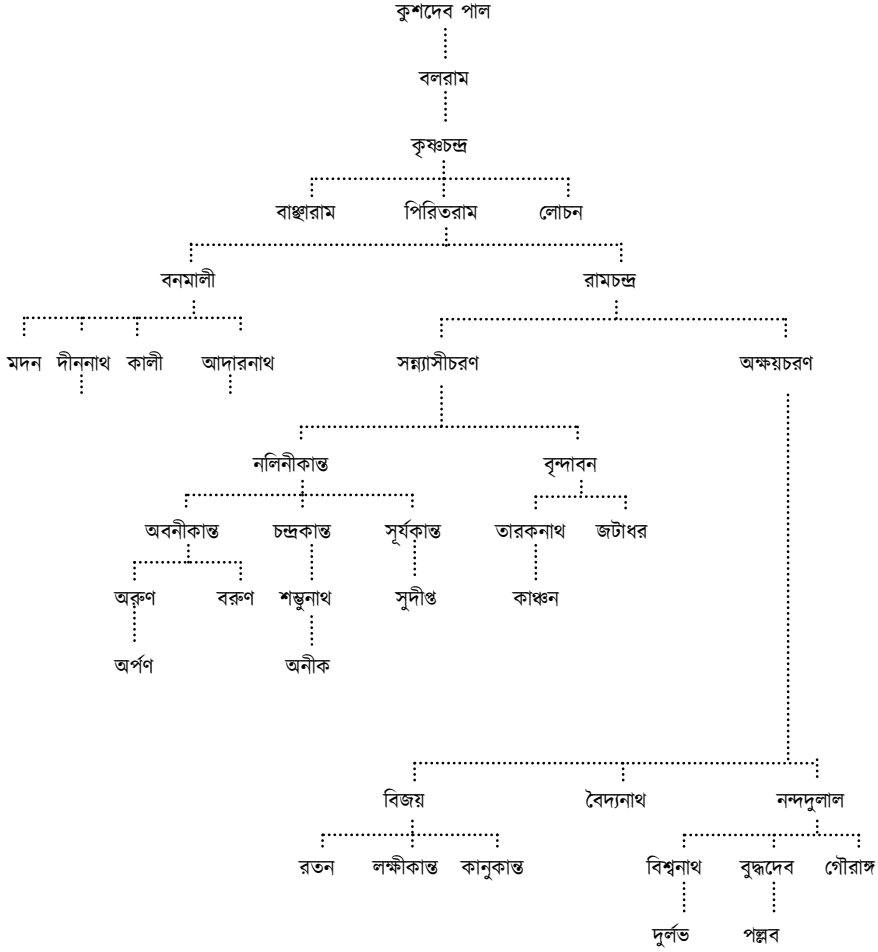 কুশদেব পাল
বলরাম
কৃষ্ণচন্দ্র
বাঞ্ছারাম পিরিতরাম লোচন
বনমালী রামচন্দ্র
মদন দীননাথ কালী আদারনাথ সন্ন্যাসীচরণ অক্ষয়চরণ
নলিনীকান্ত বৃন্দাবন
অবনীকান্ত চন্দ্রকান্ত সূর্যকান্ত তারকনাথ জটাধর
অরুণ বরুণ শম্ভুনাথ সুদীপ্ত কাঞ্চন
অর্পণ অনীক
বিজয় বৈদ্যনাথ নন্দদুলাল
রতন লক্ষীকান্ত কানুকান্ত বিশ্বনাথ বুদ্ধদেব গৌরাঙ্গ
দুর্লভ পল্লব